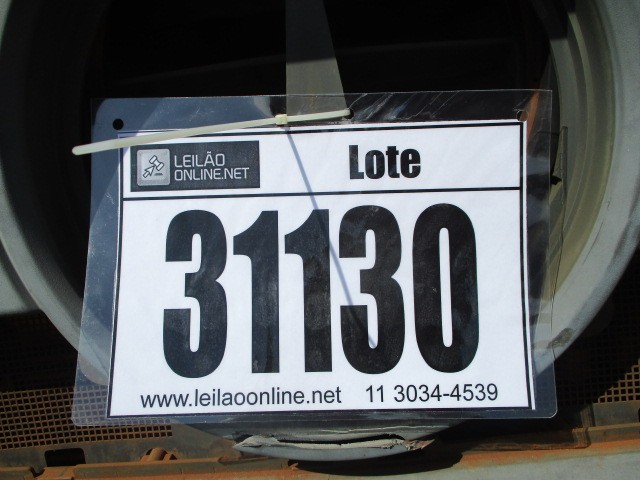 LEILÃO
ONLINE.NET
Lote
31130
www.leilaoonline.net 11 3034-4539